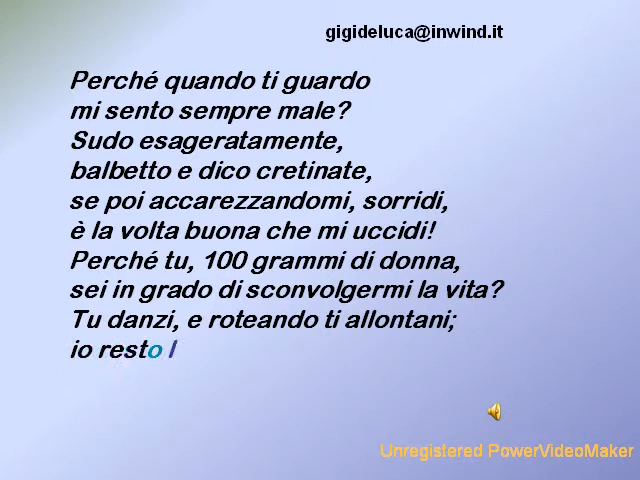 gigideluca@inwind.it
Perché quando ti guardo
mi sento sempre male?
Sudo esageratamente,
balbetto e dico cretinate,
se poi accarezzandomi, sorridi,
è la volta buona che mi uccidi!
Perché tu, 100 grammi di donna,
sei in grado di sconvolgermi la vita?
Tu danzi, e roteando ti allontani;
io resto l
Unregistered PowerVideoMaker